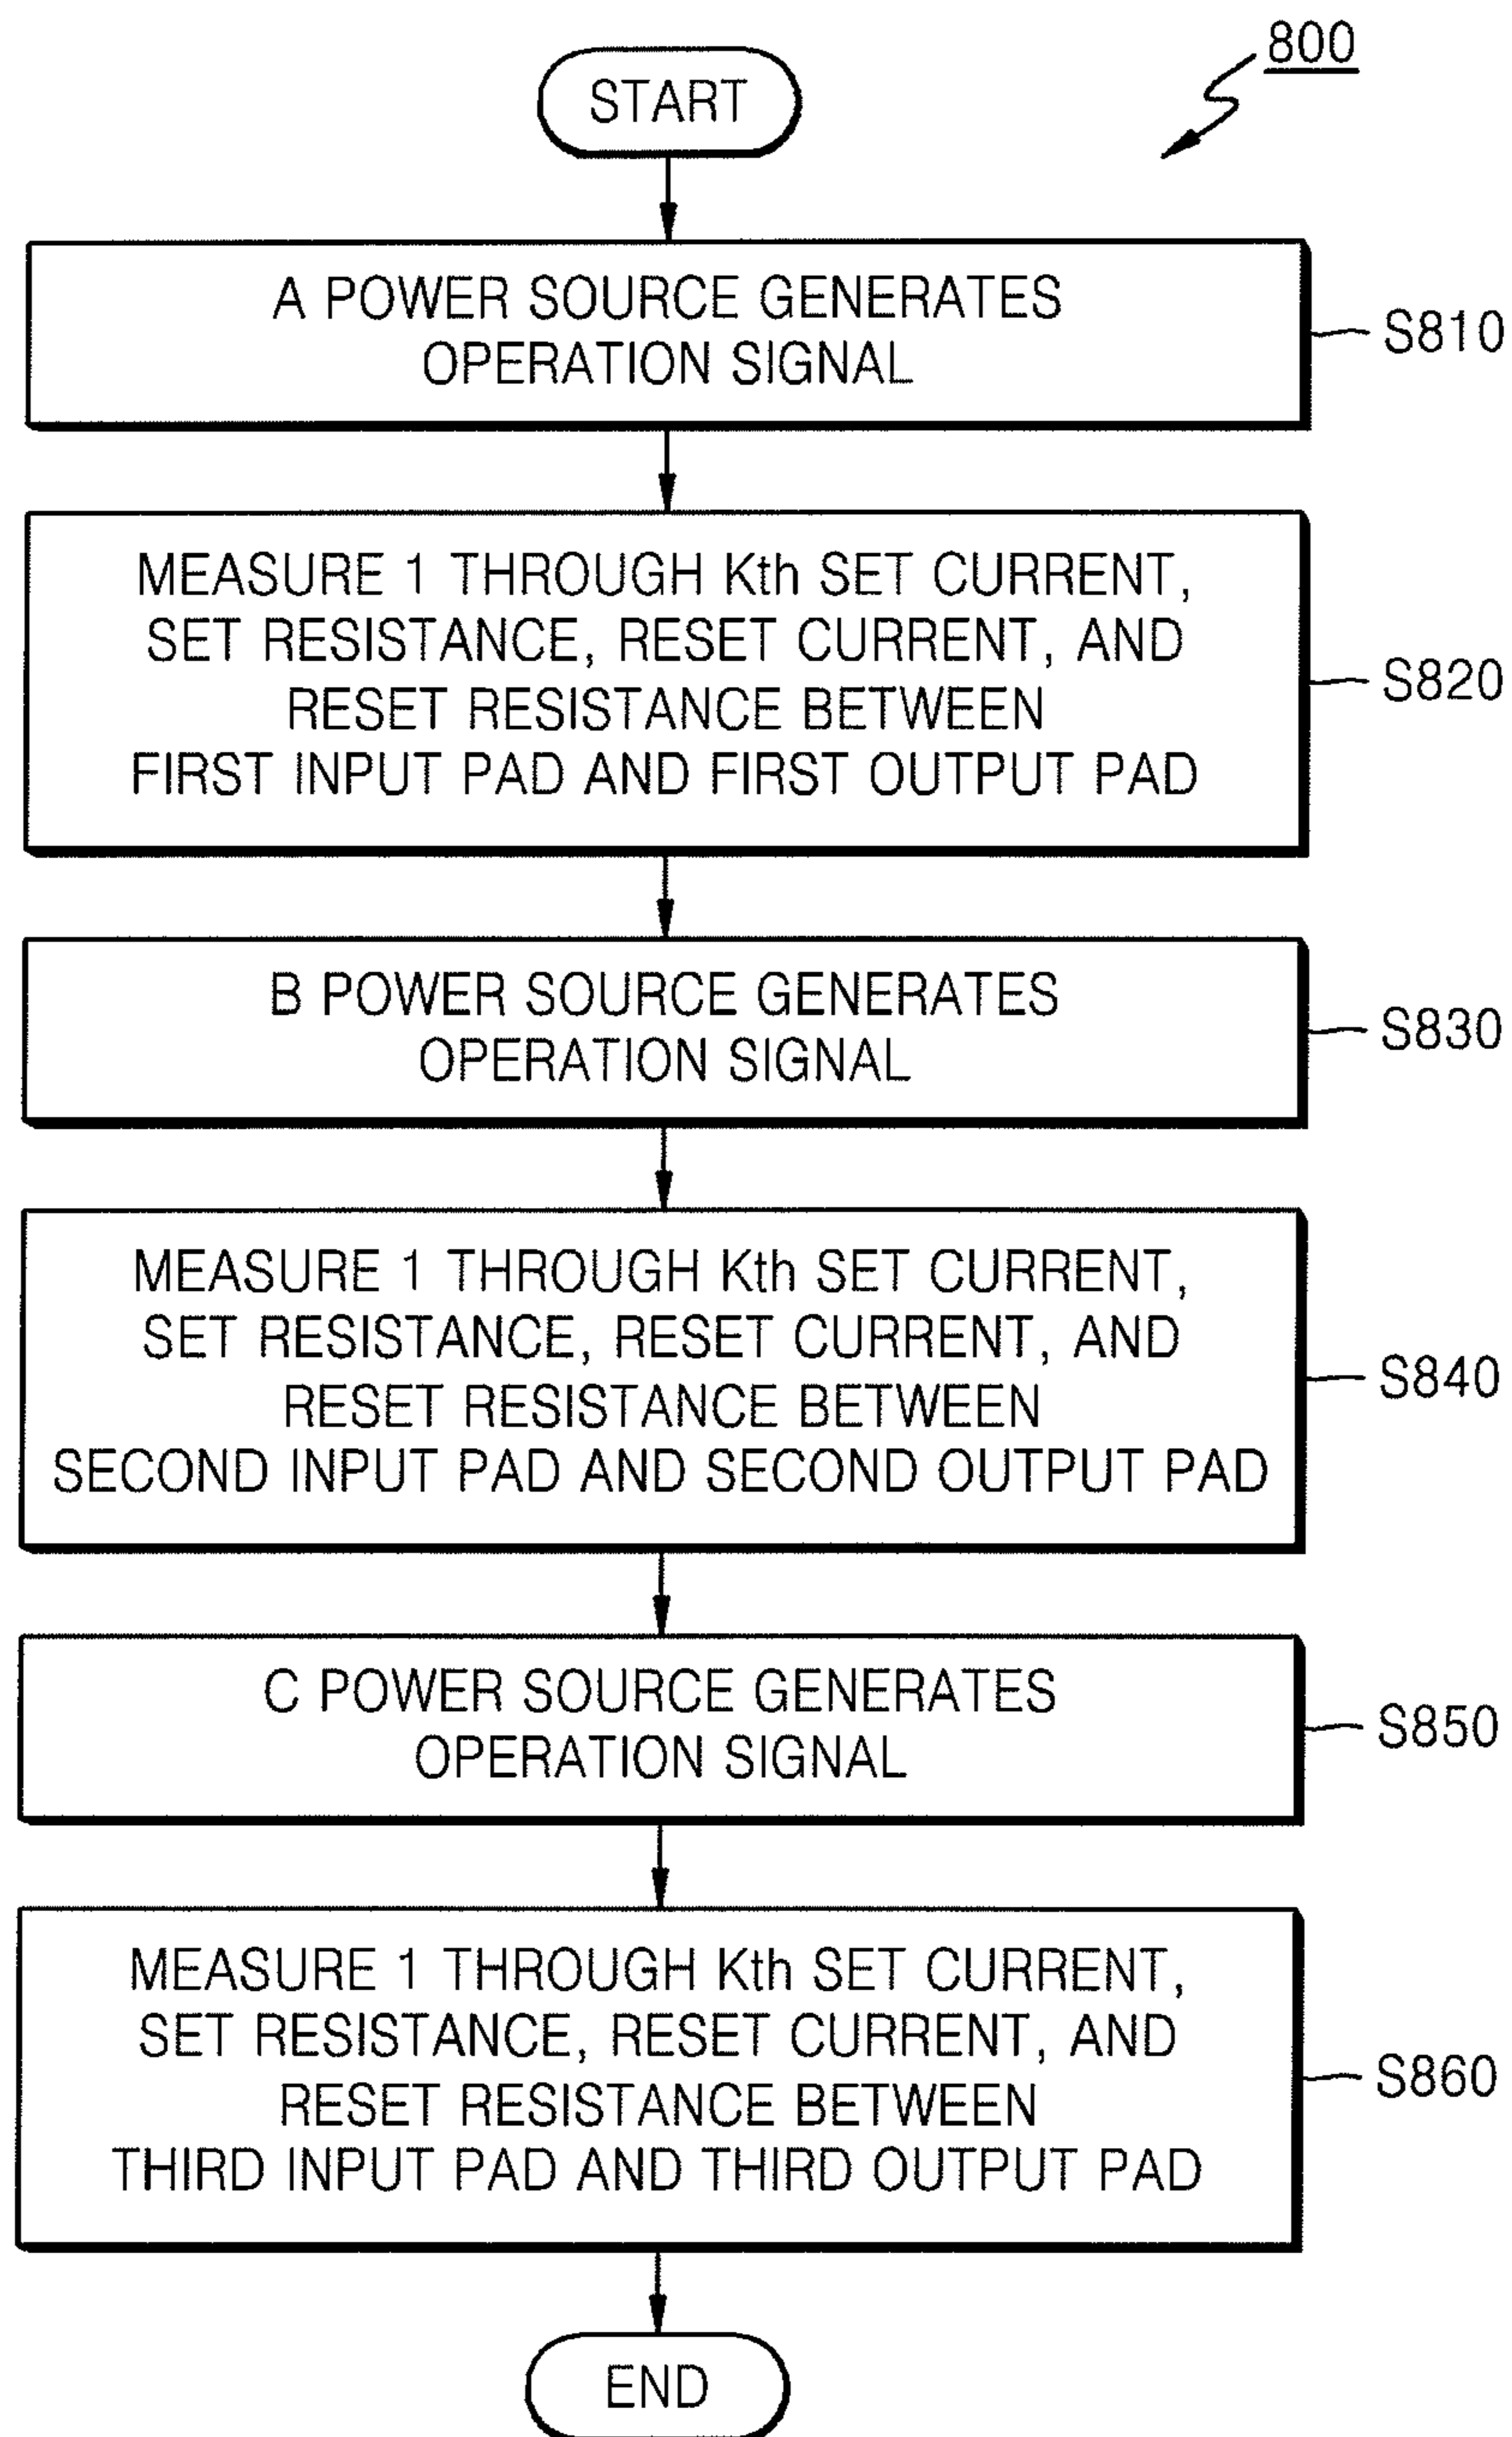 800
START
A POWER SOURCE GENERATES
OPERATION SIGNAL
S810
MEASURE 1 THROUGH Kth SET CURRENT,
SET RESISTANCE, RESET CURRENT, AND
RESET RESISTANCE BETWEEN
FIRST INPUT PAD AND FIRST OUTPUT PAD
S820
B POWER SOURCE GENERATES
OPERATION SIGNAL
S830
MEASURE 1 THROUGH Kth SET CURRENT,
SET RESISTANCE, RESET CURRENT, AND
RESET RESISTANCE BETWEEN
SECOND INPUT PAD AND SECOND OUTPUT PAD
S840
C POWER SOURCE GENERATES
OPERATION SIGNAL
S850
MEASURE 1 THROUGH Kth SET CURRENT,
SET RESISTANCE, RESET CURRENT, AND
RESET RESISTANCE BETWEEN
THIRD INPUT PAD AND THIRD OUTPUT PAD
S860
END